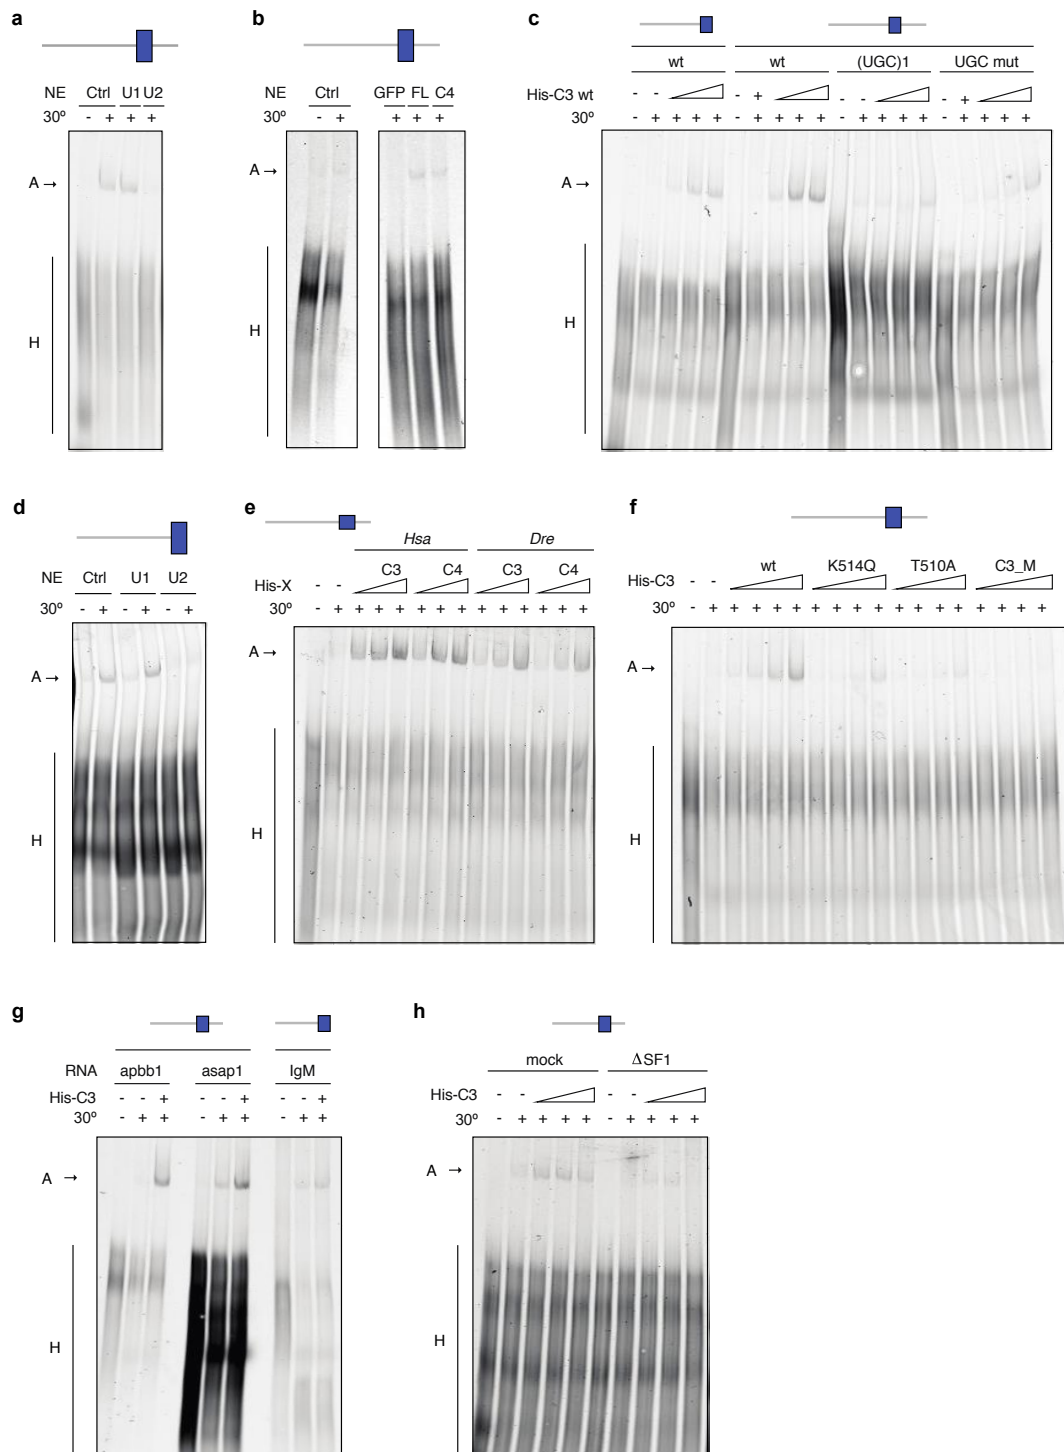 a
NE Ctrl U1 U2
30º - + + +
A →
H
b
NE Ctrl GFP FL C4
30º - + + + +
A →
H
c
wt wt (UGC)1 UGC mut
His-C3 wt - - - + - - - +
30º - + + + + - + + + + - + + + + - + + +
A →
H
d
NE Ctrl U1 U2
30º - + - + - +
A →
H
e
Hsa Dre
His-X - - C3 C4 C3 C4
30º - + + + + + + + + + + + + +
A →
H
f
His-C3 - - wt K514Q T510A C3_M
30º - + + + + + + + + + + + + + + + + +
A →
H
g
RNA apbb1 asap1 IgM
His-C3 - - + - - + - - +
30º - + + - + + - + +
A →
H
h
mock ΔSF1
His-C3 - - - -
30º - + + + + - + + + +
A →
H